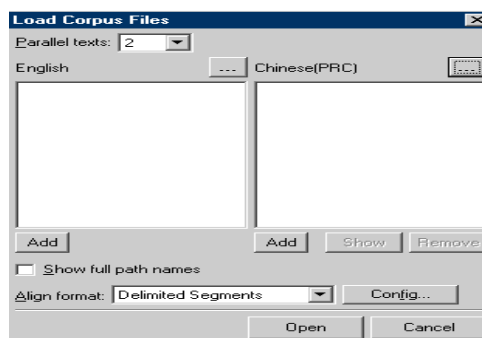 Load Corpus Files
Parallel texts: 2
English ... Chinese(PRC) ...
Add Add Show Remove
Show full path names
Align format: Delimited Segments Config...
Open Cancel